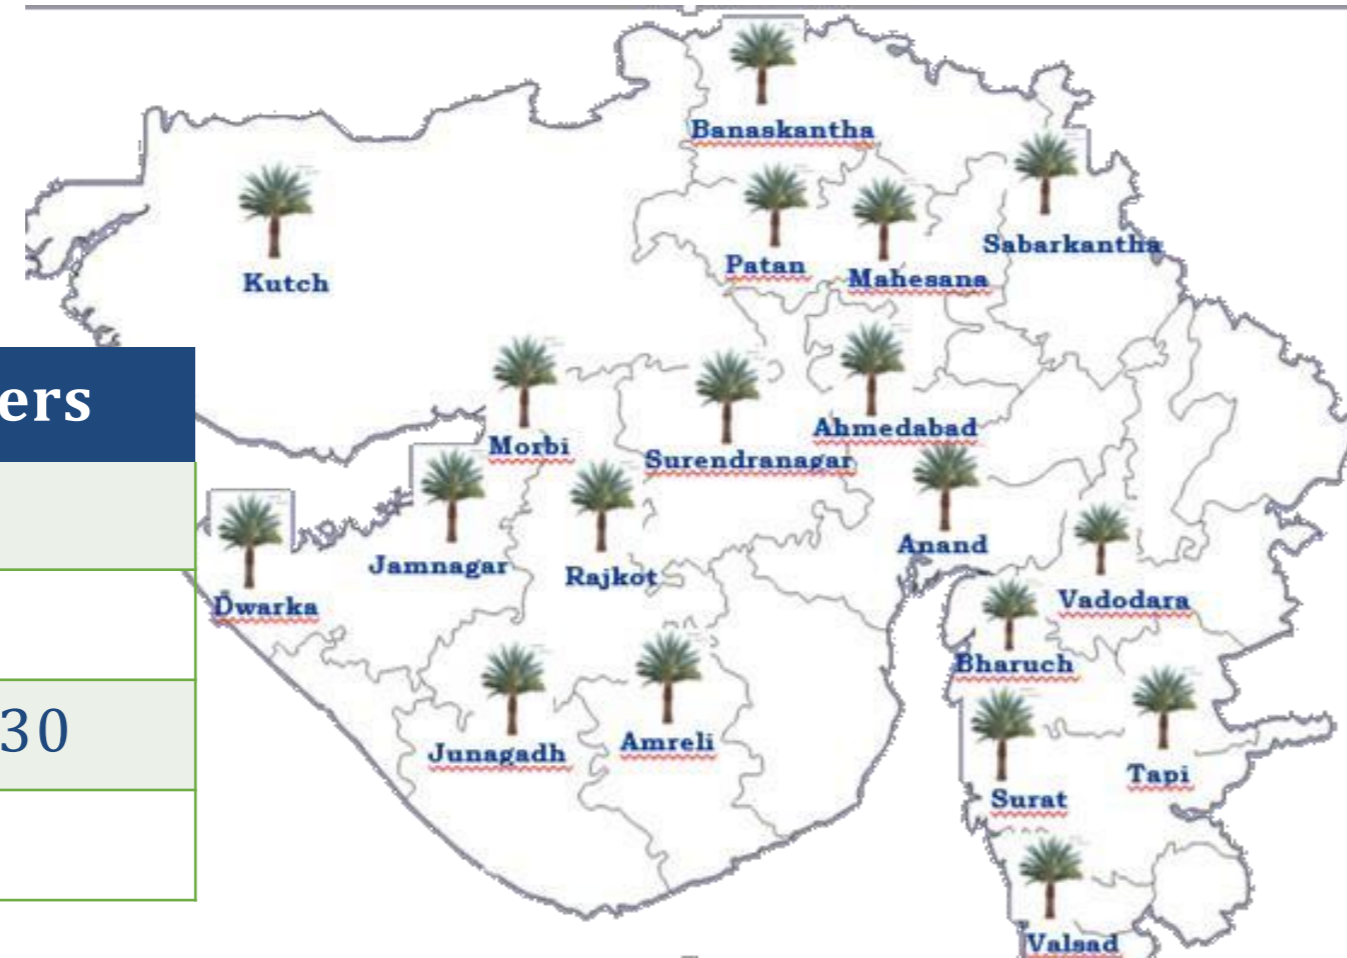 Banaskantha
Sabarkantha
Patan
Mahesana
Kutch
ers
Ahmedabad
Morbi
Surendranagar
Anand
Jamnagar
Rajkot
Dwarka
Vadodara
Bharuch
30
Junagadh
Amreli
Tapi
Surat
Valsad